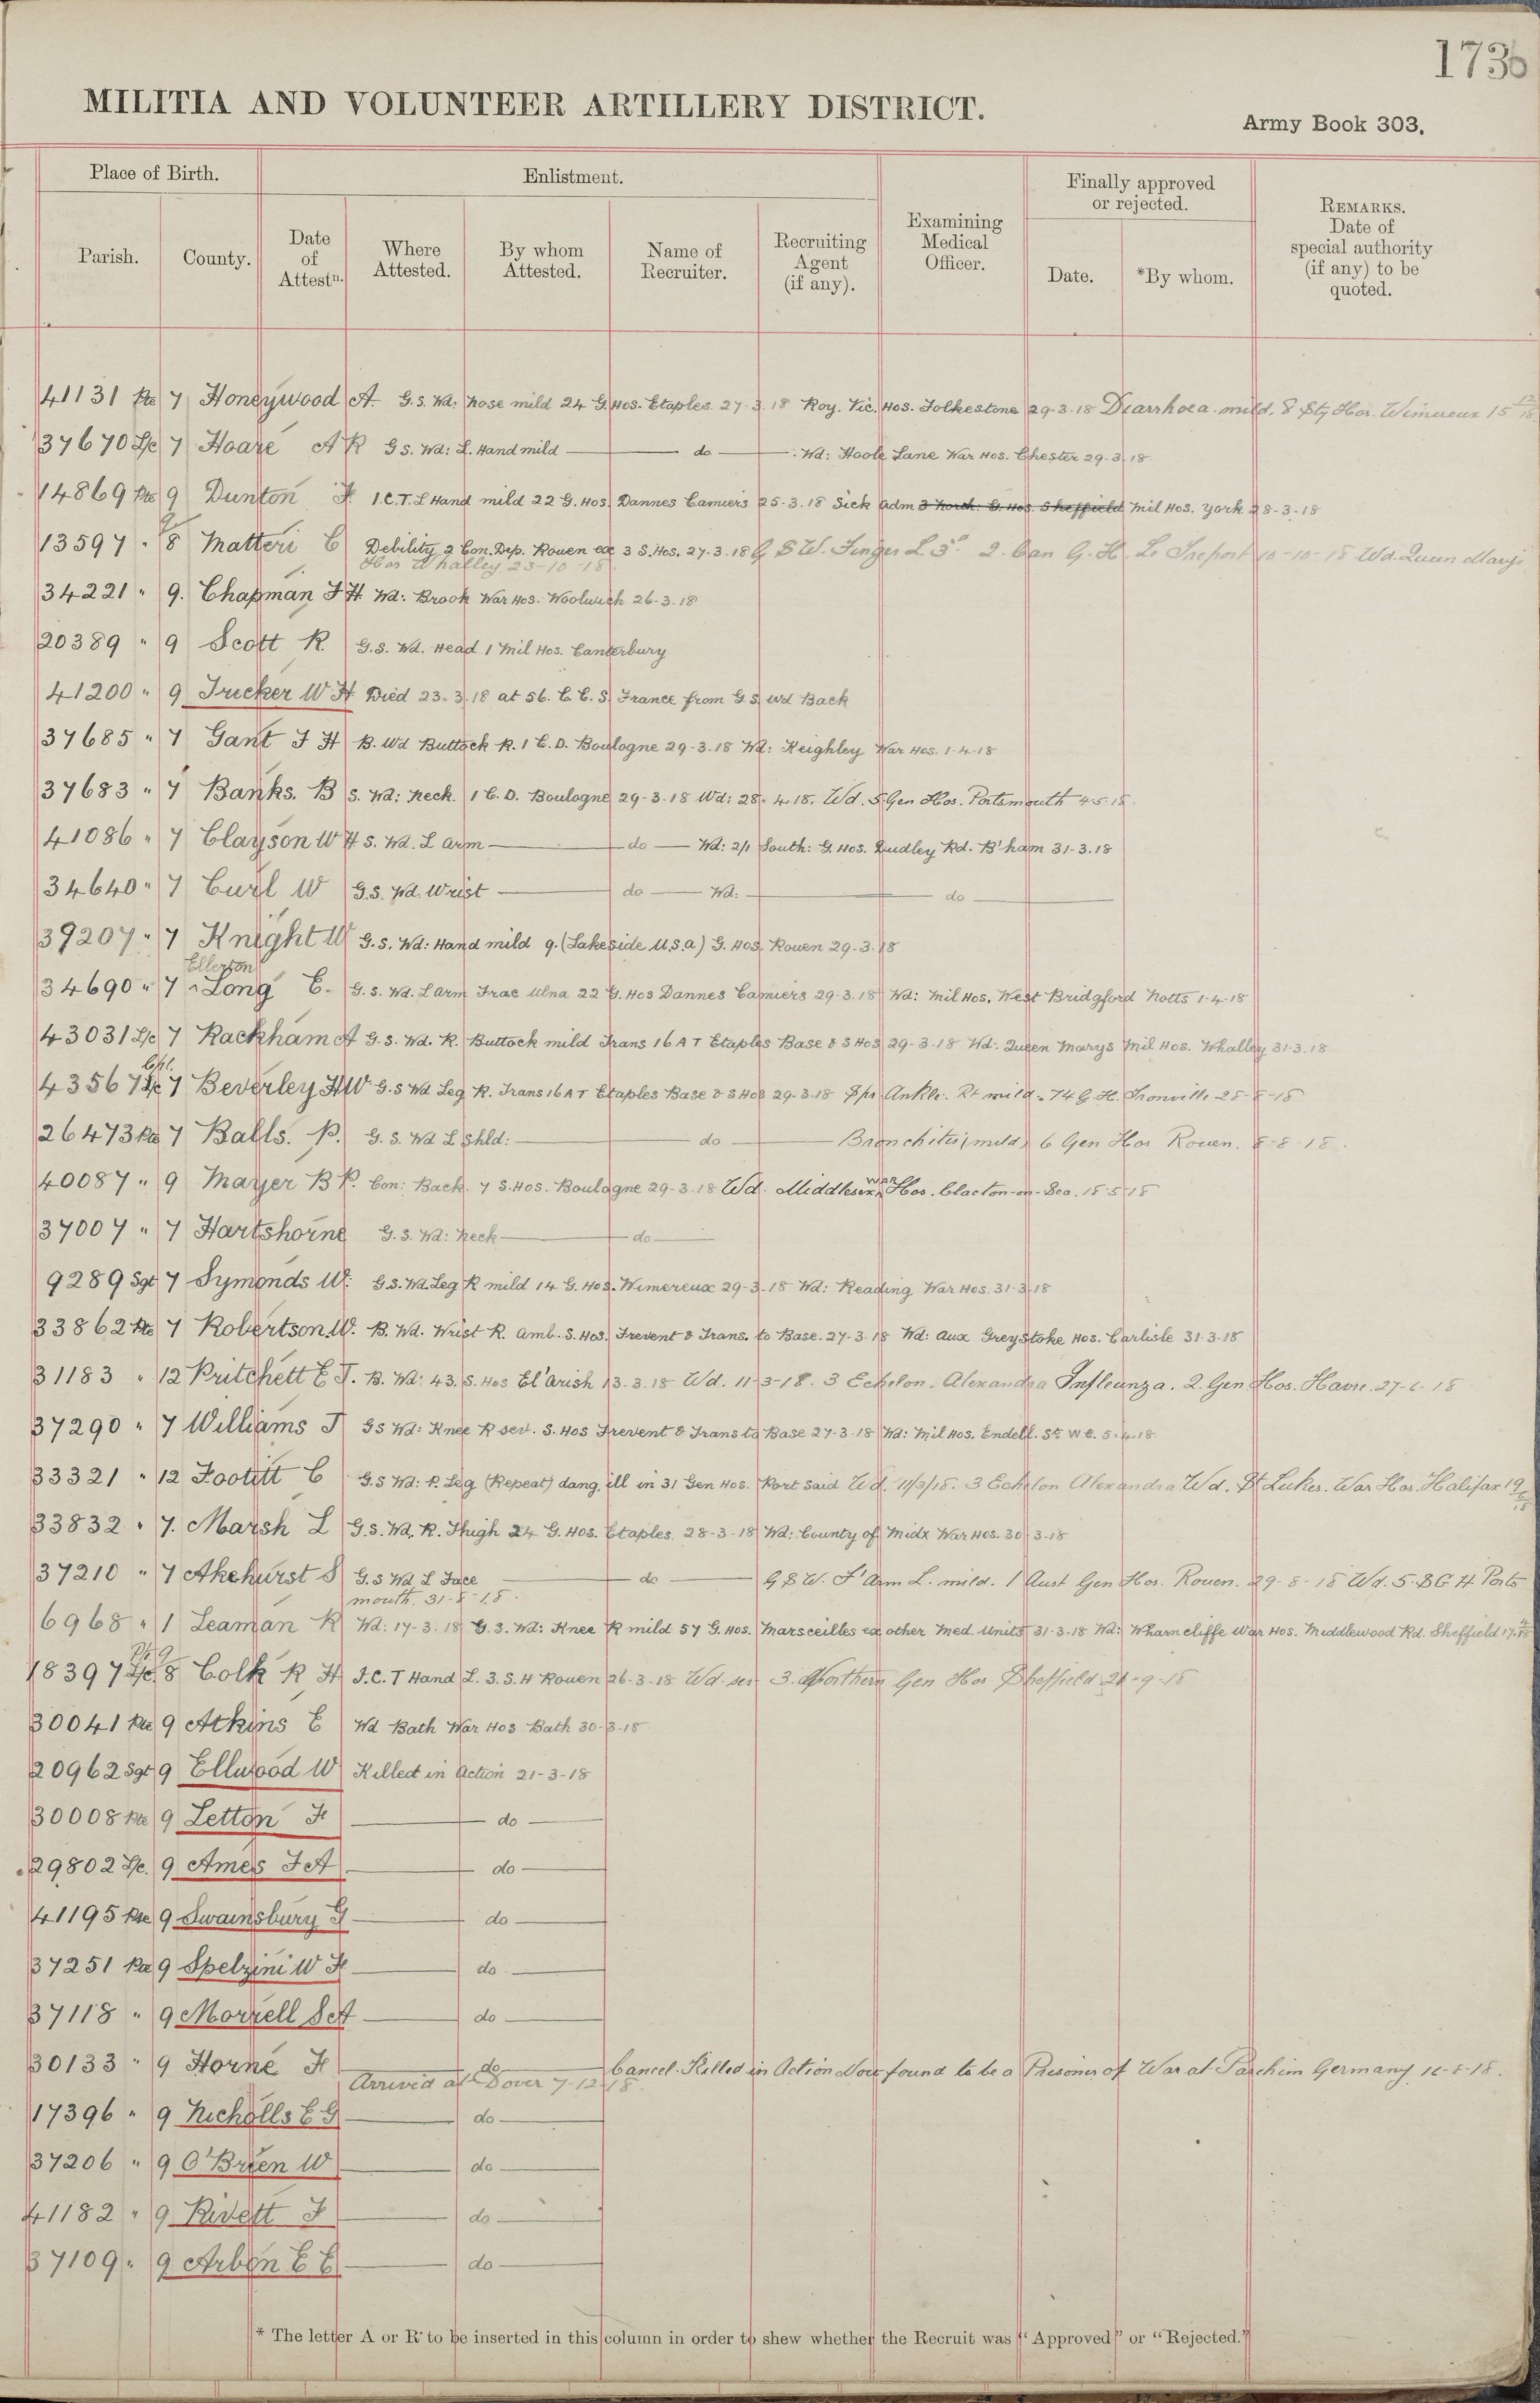 1736
MILITIA AND VOLUNTEER ARTILLERY DISTRICT.
Army Book 303.
Place of Birth. Enlistment. Finally approved or rejected.
Parish. County. Date of Attestn. Where Attested. By whom Attested. Name of Recruiter. Recruiting Agent (if any). Examining Medical Officer. Date. *By whom. REMARKS. Date of special authority (if any) to be quoted.
41131 Pte 7 Honeywood A. G.S. Wd: nose mild 24 G. Hos. Etaples 27-3-18 Roy. Vic. Hos. Folkestone 29-3-18 Diarrhoea mild. 8 Sty Hos. Wimereux 15 12/18
37670 L/c 7 Hoare A R G S. Wd: L. Hand mild do Wd: Hoole Lane War Hos. Chester 29-3-18
14869 Pte 9 Dunton F I.C.T. L Hand mild 22 G. Hos. Dannes Camiers 25-3-18 Sick adm 3 North: G. Hos. Sheffield Mil Hos. York 28-3-18
9
13597 " 8 Matteri C Debility 2 Con. Dep. Rouen ex 3 S. Hos. 27-3-18 G S W. Finger L 3rd 2. Can G. H. Le Treport 10-10-18 Wd. Queen Marys
Hos Whalley 23-10-18
34221 " 9. Chapman F H Wd: Brook War Hos. Woolwich 26-3-18
20389 " 9 Scott R. G.S. Wd. Head 1 Mil Hos. Canterbury
41200 " 9 Tucker W H Died 23-3-18 at 56. C.C.S. France from G.S. Wd Back
37685 " 7 Gant F H B. Wd Buttock R. 1 C.D. Boulogne 29-3-18 Wd: Keighley War Hos. 1-4-18
37683 " 7 Banks. B S. Wd: neck. 1 C.D. Boulogne 29-3-18 Wd: 28-4-18. Wd. 5 Gen Hos. Portsmouth 4-5-18.
41086 " 7 Clayson W H S. Wd. L arm do Wd: 2/1 South: G. Hos. Dudley Rd. B'ham 31-3-18
34640 " 7 Curl W G.S. Wd. Wrist do Wd: do
39207 " 7 Knight W G.S. Wd: Hand mild 9. (Lakeside U.S.A) G. Hos. Rouen 29-3-18
Ellerton
34690 " 7 ^ Long C. G.S. Wd. L arm Frac Ulna 22 G. Hos Dannes Camiers 29-3-18 Wd: Mil Hos. West Bridgford Notts 1-4-18
43031 L/c 7 Rackham A G.S. Wd. R. Buttock mild Trans 16 A T Etaples Base & S Hos 29-3-18 Wd: Queen Marys Mil Hos. Whalley 31-3-18
Cpl.
43567 L/c 7 Beverley H W G.S Wd Leg R. Trans 16 A T Etaples Base & S Hos 29-3-18 Spr Ankle. Rt mild. 74 G. H. Tronville 25-8-18
26473 Pte 7 Balls. P. G.S. Wd L Shld: do Bronchitis (mild) 6 Gen Hos Rouen. 8-8-18.
40087 " 9 Mayer B P. Con: Back. 7 S. Hos. Boulogne 29-3-18 Wd. Middlesex War Hos. Clacton-on-Sea. 18-5-18
37007 " 7 Hartshorne G.S. Wd: neck do
9289 Sgt 7 Symonds W. G.S. Wd. Leg R mild 14 G. Hos. Wimereux 29-3-18 Wd: Reading War Hos. 31-3-18
33862 Pte 7 Robertson W. B. Wd. Wrist R. Amb. S. Hos. Frevent & Trans. to Base. 27-3-18 Wd: Aux Greystoke Hos. Carlisle 31-3-18
31183 " 12 Pritchett E J. B. Wd: 43. S. Hos El'Arish 13-3-18 Wd. 11-3-18. 3 Echelon. Alexandria Influenza. 2. Gen Hos. Havre. 27-6-18
37290 " 7 Williams J GS Wd: Knee R sev. S. Hos Frevent & Trans to Base 27-3-18 Wd: Mil Hos. Endell. St W C. 5-4-18
33321 " 12 Footitt C G.S Wd: R. Leg (Repeat) dang. ill in 31 Gen Hos. Port Said Wd. 11/3/18. 3 Echelon Alexandria Wd. St Lukes. War Hos. Halifax 19 6/18
33832 " 7. Marsh L G.S. Wd. R. Thigh 24 G. Hos. Etaples 28-3-18 Wd: County of Midx War Hos. 30-3-18
37210 " 7 Akehurst S G.S Wd L Face do G S W. F'Arm L. mild. 1 Aust Gen Hos. Rouen. 29-8-18 Wd. 5. S G H Ports
mouth. 31-8-18.
6968 " 1 Leaman R Wd: 17-3-18 G.S. Wd: Knee R mild 57 G. Hos. Marseilles ex other Med. Units 31-3-18 Wd: Wharncliffe War Hos. Middlewood Rd. Sheffield 17 4/18
Pte 9
18397 L/c 8 Colk R H I.C.T Hand L. 3. S. H Rouen 26-3-18 Wd. sev 3. Northern Gen Hos Sheffield 21-9-18
30041 Pte 9 Atkins C Wd Bath War Hos Bath 30-3-18
20962 Sgt 9 Ellwood W Killed in Action 21-3-18
30008 Pte 9 Letton F do
29802 L/c. 9 Ames F A do
41195 Pte 9 Swainsbury G do
37251 Pte 9 Spelzini W F do
37118 " 9 Morrell S A do
30133 " 9 Horne F do Cancel. Killed in Action Now found to be a Prisoner of War at Parchim Germany 16-8-18.
Arrived at Dover 7-12-18.
17396 " 9 Nicholls E G do
37206 " 9 O'Brien W do
41182 " 9 Rivett F do
37109 " 9 Arbon E E do
* The letter A or R to be inserted in this column in order to shew whether the Recruit was "Approved" or "Rejected."